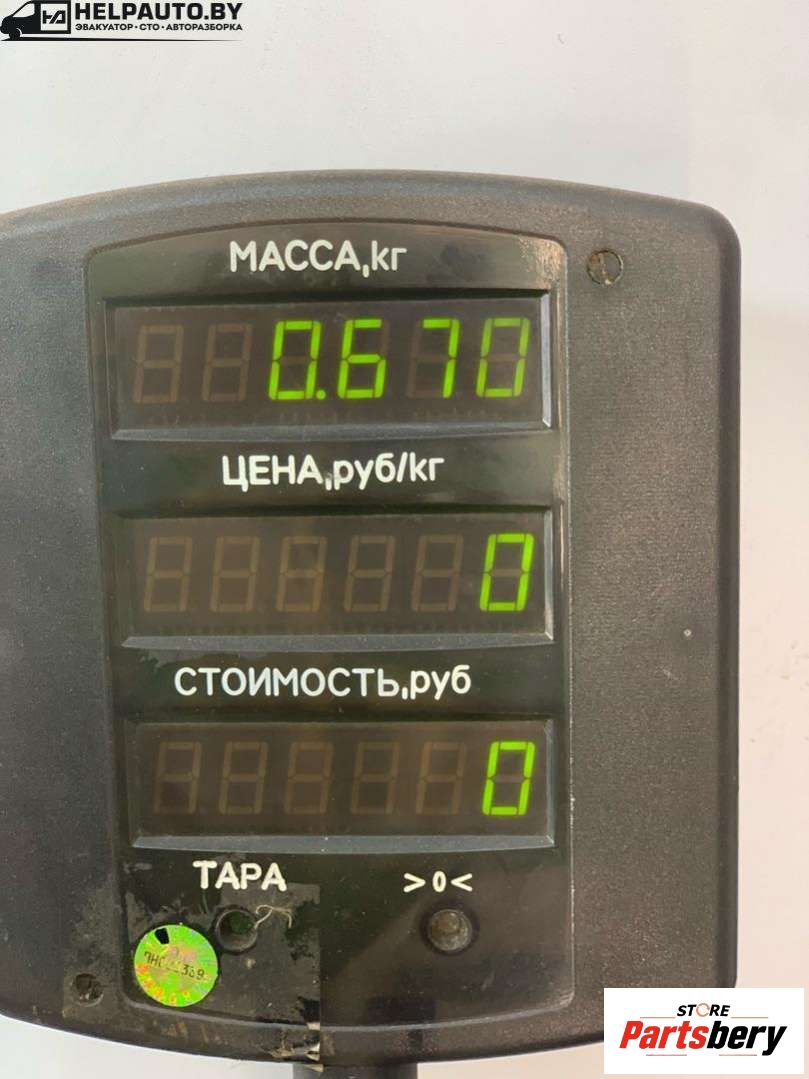 HELPAUTO.BY
ЭВАКУАТОР • СТО • АВТОРАЗБОРКА
МАССА,кг
0.670
ЦЕНА,руб/кг
0
СТОИМОСТЬ,руб
0
ТАРА
>0<
STORE
Partsbery